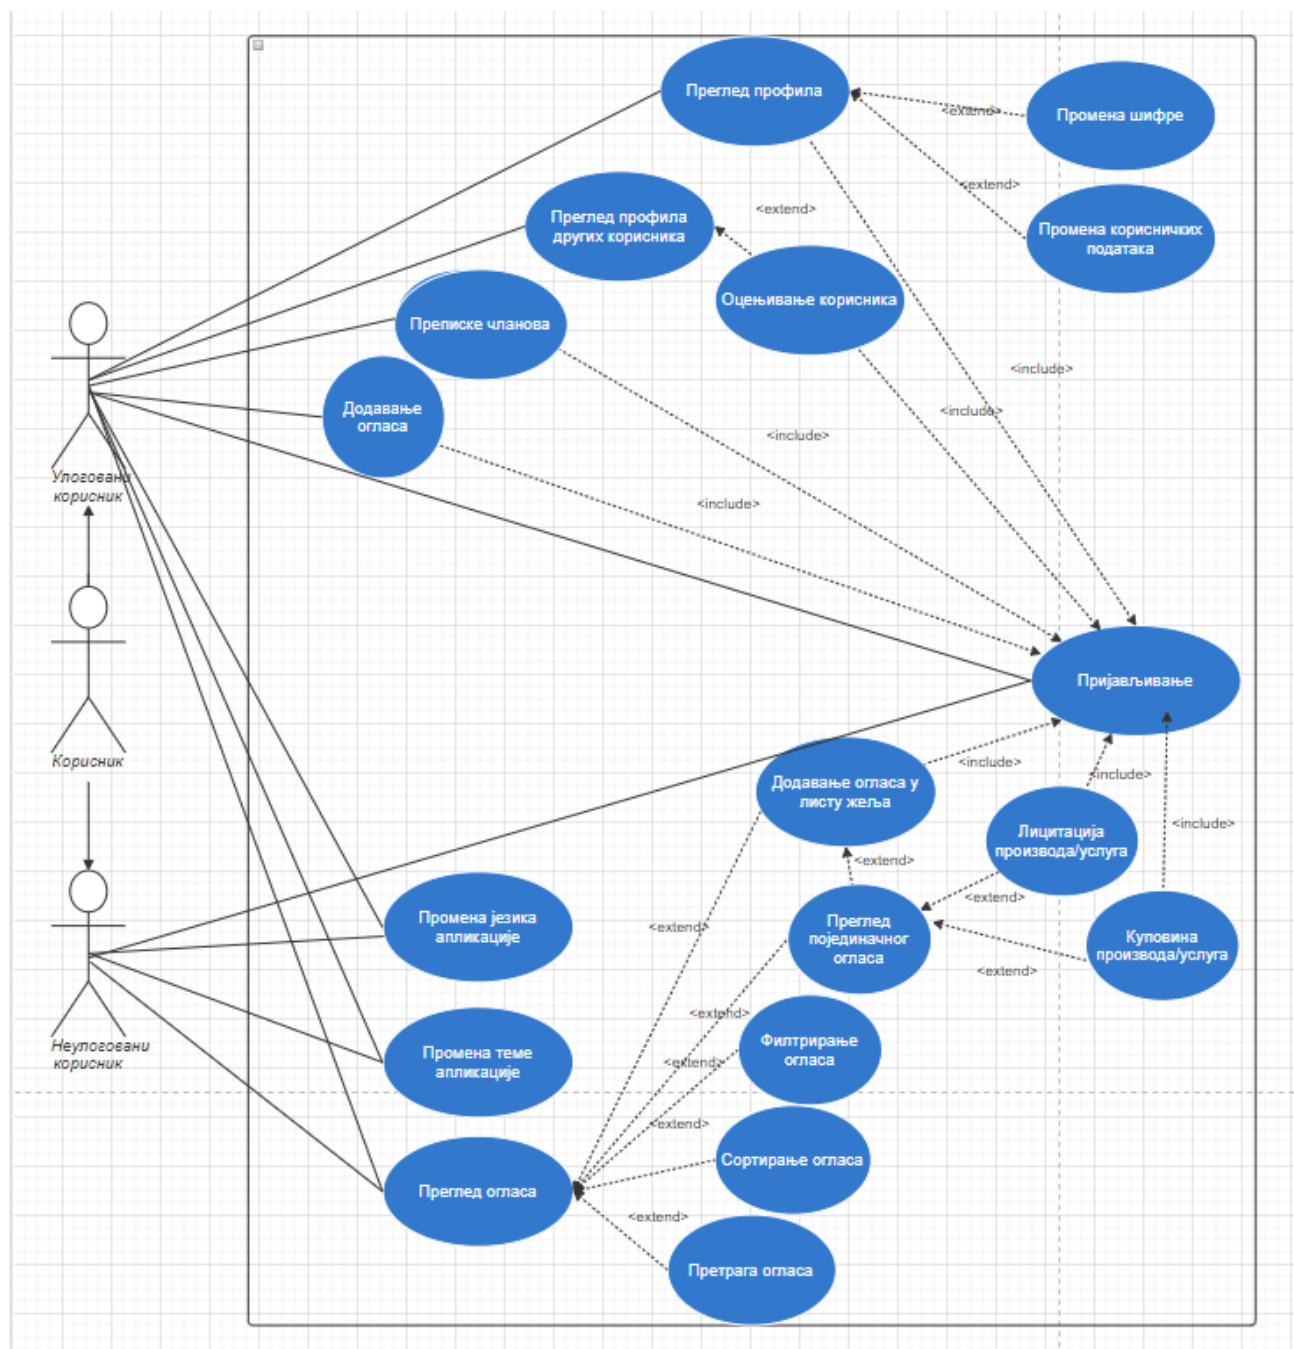 Преглед профила
<extend>
Промена шифре
<extend>
Преглед профила
других корисника
<extend>
Промена корисничких
података
Оцењивање корисника
Преписке чланова
<include>
Додавање
огласа
<include>
<include>
Улоговани
корисник
<include>
Пријављивање
Корисник
Додавање огласа у
листу жеља
<include>
<include>
Лицитација
производа/услуга
<include>
<extend>
<extend>
Промена језика
апликације
<extend>
Преглед
појединачног
огласа
Куповина
производа/услуга
<extend>
<extend>
Неулоговани
корисник
Промена теме
апликације
<extend>
Филтрирање
огласа
<extend>
Преглед огласа
Сортирање огласа
<extend>
Претрага огласа